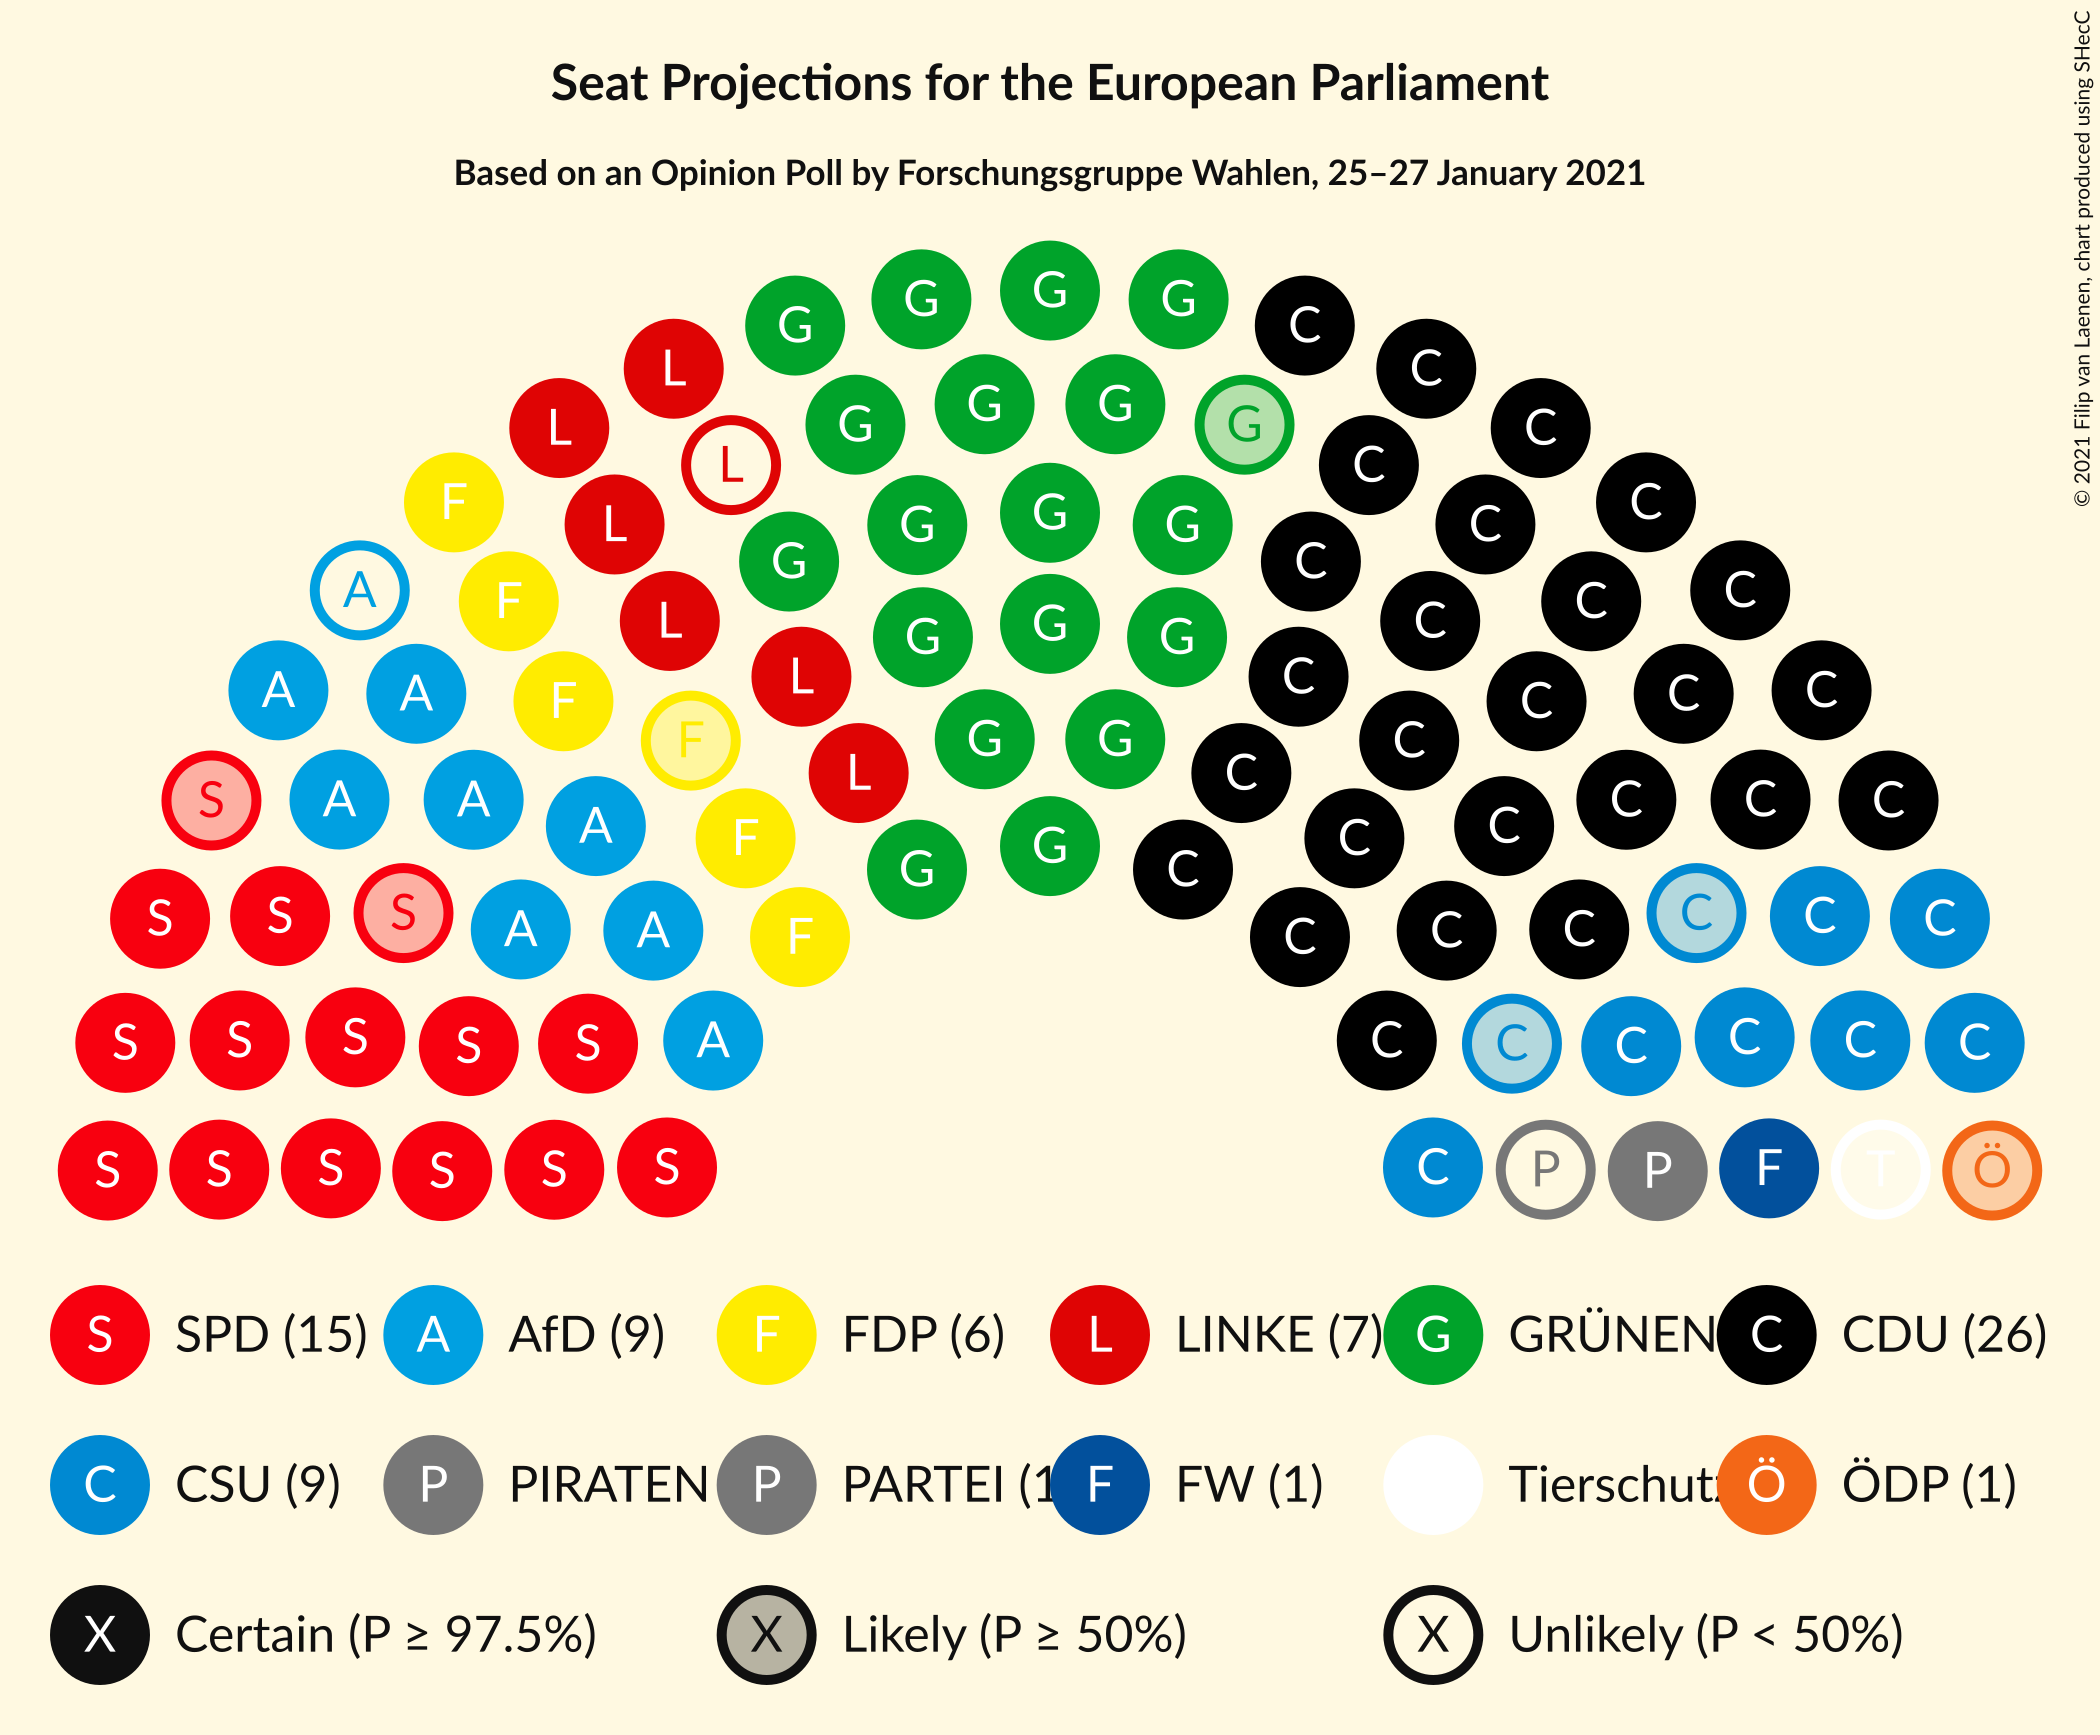 Seat Projections for the European Parliament
Based on an Opinion Poll by Forschungsgruppe Wahlen, 25–27 January 2021
© 2021 Filip van Laenen, chart produced using SHecC
G G G G G C C
L G G G G C C
L L C C
F L G G G G C C
A F L G G C C C C
A A F L G G G C C C C
S A A F L G G C C C C C
S S S A A F G G C C C C C C C
S S S A A F C C C C C C
S S S S S A C C C C C C
S S S S S S C P P F T Ö
S SPD (15) A AfD (9) F FDP (6) L LINKE (7) G GRÜNEN C CDU (26)
C CSU (9) P PIRATEN P PARTEI (1 F FW (1) Tierschutz Ö ÖDP (1)
X Certain (P ≥ 97.5%) X Likely (P ≥ 50%) X Unlikely (P < 50%)